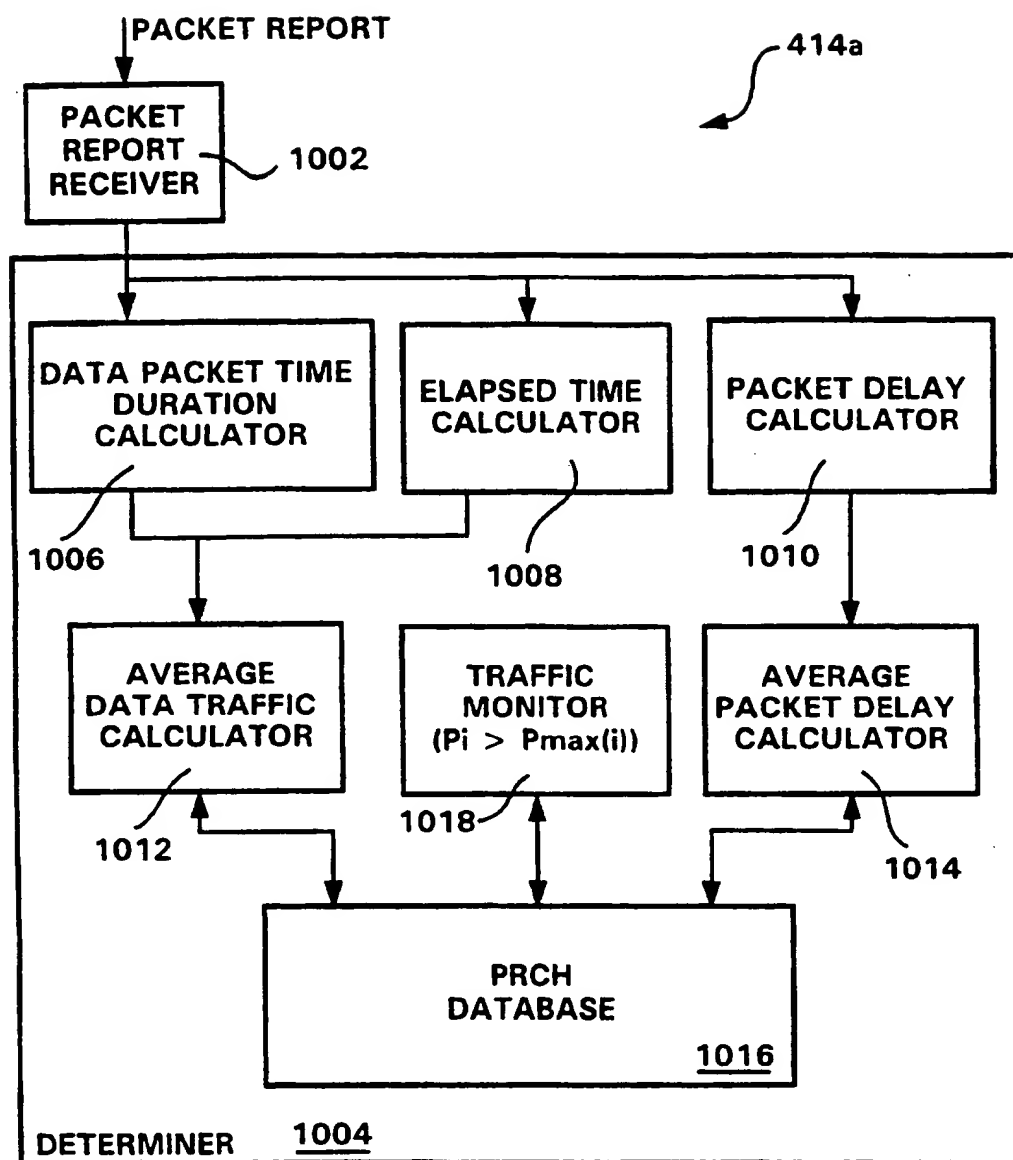 PACKET REPORT
414a
PACKET
REPORT
RECEIVER
1002
DATA PACKET TIME
DURATION
CALCULATOR
1006
ELAPSED TIME
CALCULATOR
1008
PACKET DELAY
CALCULATOR
1010
AVERAGE
DATA TRAFFIC
CALCULATOR
1012
TRAFFIC
MONITOR
(Pi > Pmax(i))
1018
AVERAGE
PACKET DELAY
CALCULATOR
1014
PRCH
DATABASE
1016
DETERMINER 1004